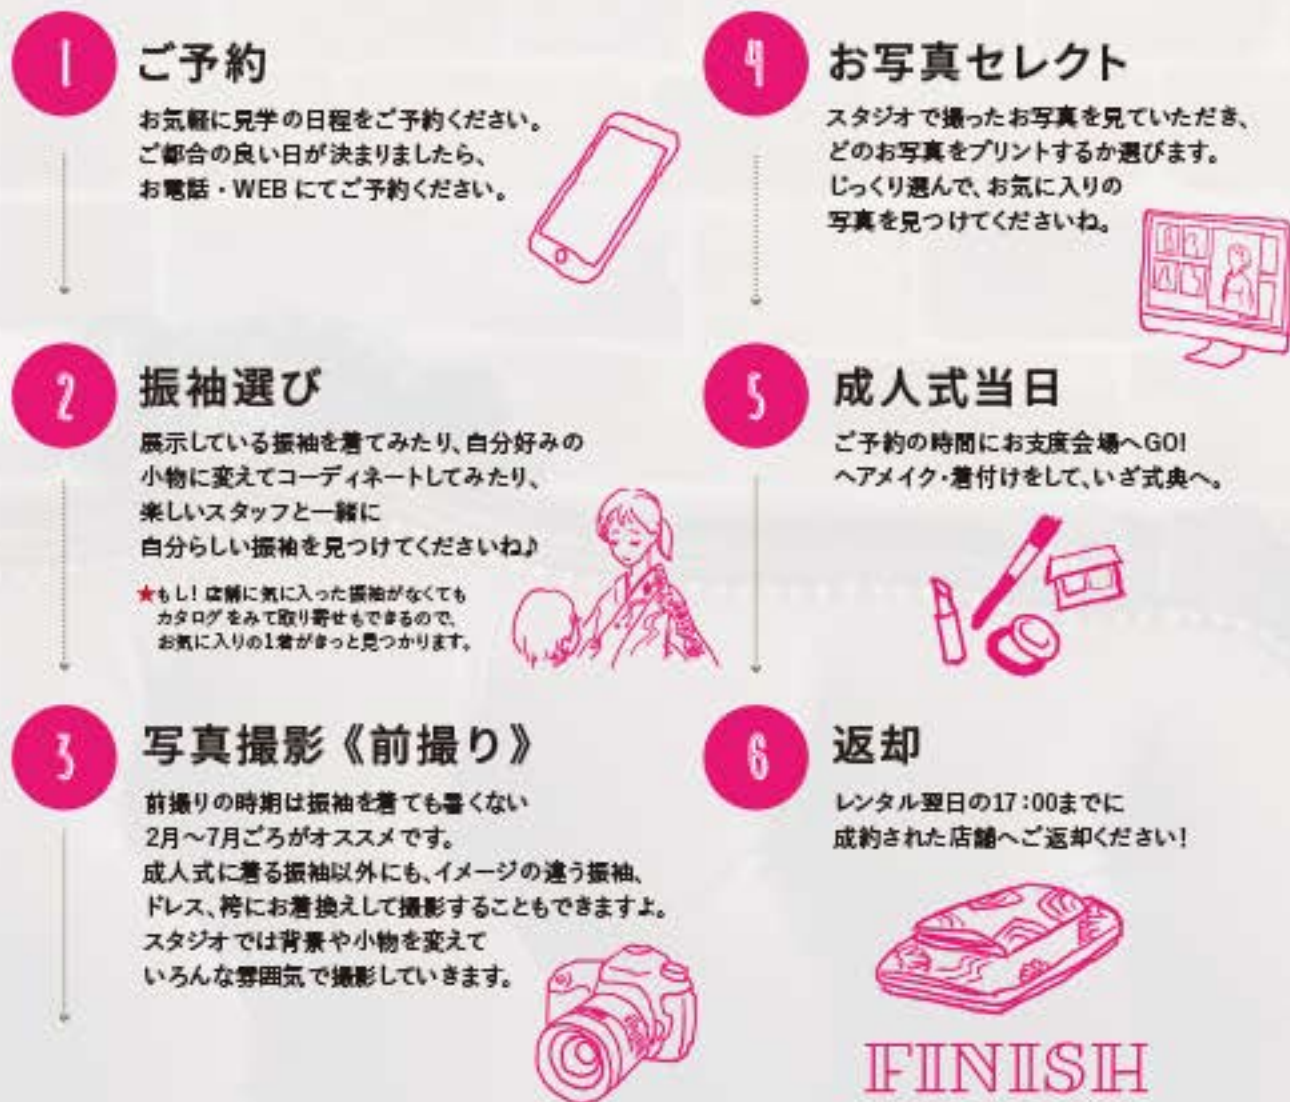 1
ご予約
お気軽に見学の日程をご予約ください。
ご都合の良い日が決まりましたら、
お電話・WEB にてご予約ください。
2
振袖選び
展示している振袖を着てみたり、自分好みの
小物に変えてコーディネートしてみたり、
楽しいスタッフと一緒に
自分らしい振袖を見つけてくださいね♪
★もし！店舗に気に入った振袖がなくても
カタログをみて取り寄せもできるので、
お気に入りの1着がきっと見つかります。
3
写真撮影《前撮り》
前撮りの時期は振袖を着ても暑くない
2月〜7月ごろがオススメです。
成人式に着る振袖以外にも、イメージの違う振袖、
ドレス、袴にお着換えして撮影することもできますよ。
スタジオでは背景や小物を変えて
いろんな雰囲気で撮影していきます。
4
お写真セレクト
スタジオで撮ったお写真を見ていただき、
どのお写真をプリントするか選びます。
じっくり選んで、お気に入りの
写真を見つけてくださいね。
5
成人式当日
ご予約の時間にお支度会場へGO!
ヘアメイク・着付けをして、いざ式典へ。
6
返却
レンタル翌日の17:00までに
成約された店舗へご返却ください！
FINISH